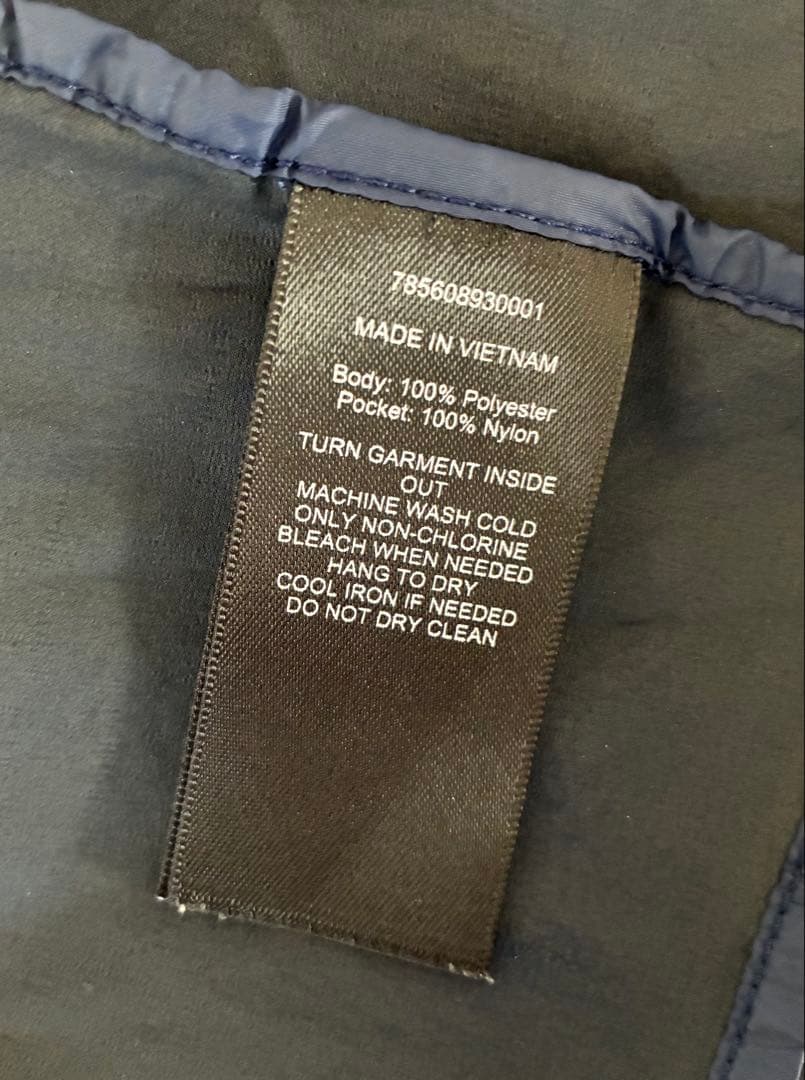 785608930001
MADE IN VIETNAM
Body: 100% Polyester
Pocket: 100% Nylon
TURN GARMENT INSIDE
OUT
MACHINE WASH COLD
ONLY NON-CHLORINE
BLEACH WHEN NEEDED
HANG TO DRY
COOL IRON IF NEEDED
DO NOT DRY CLEAN